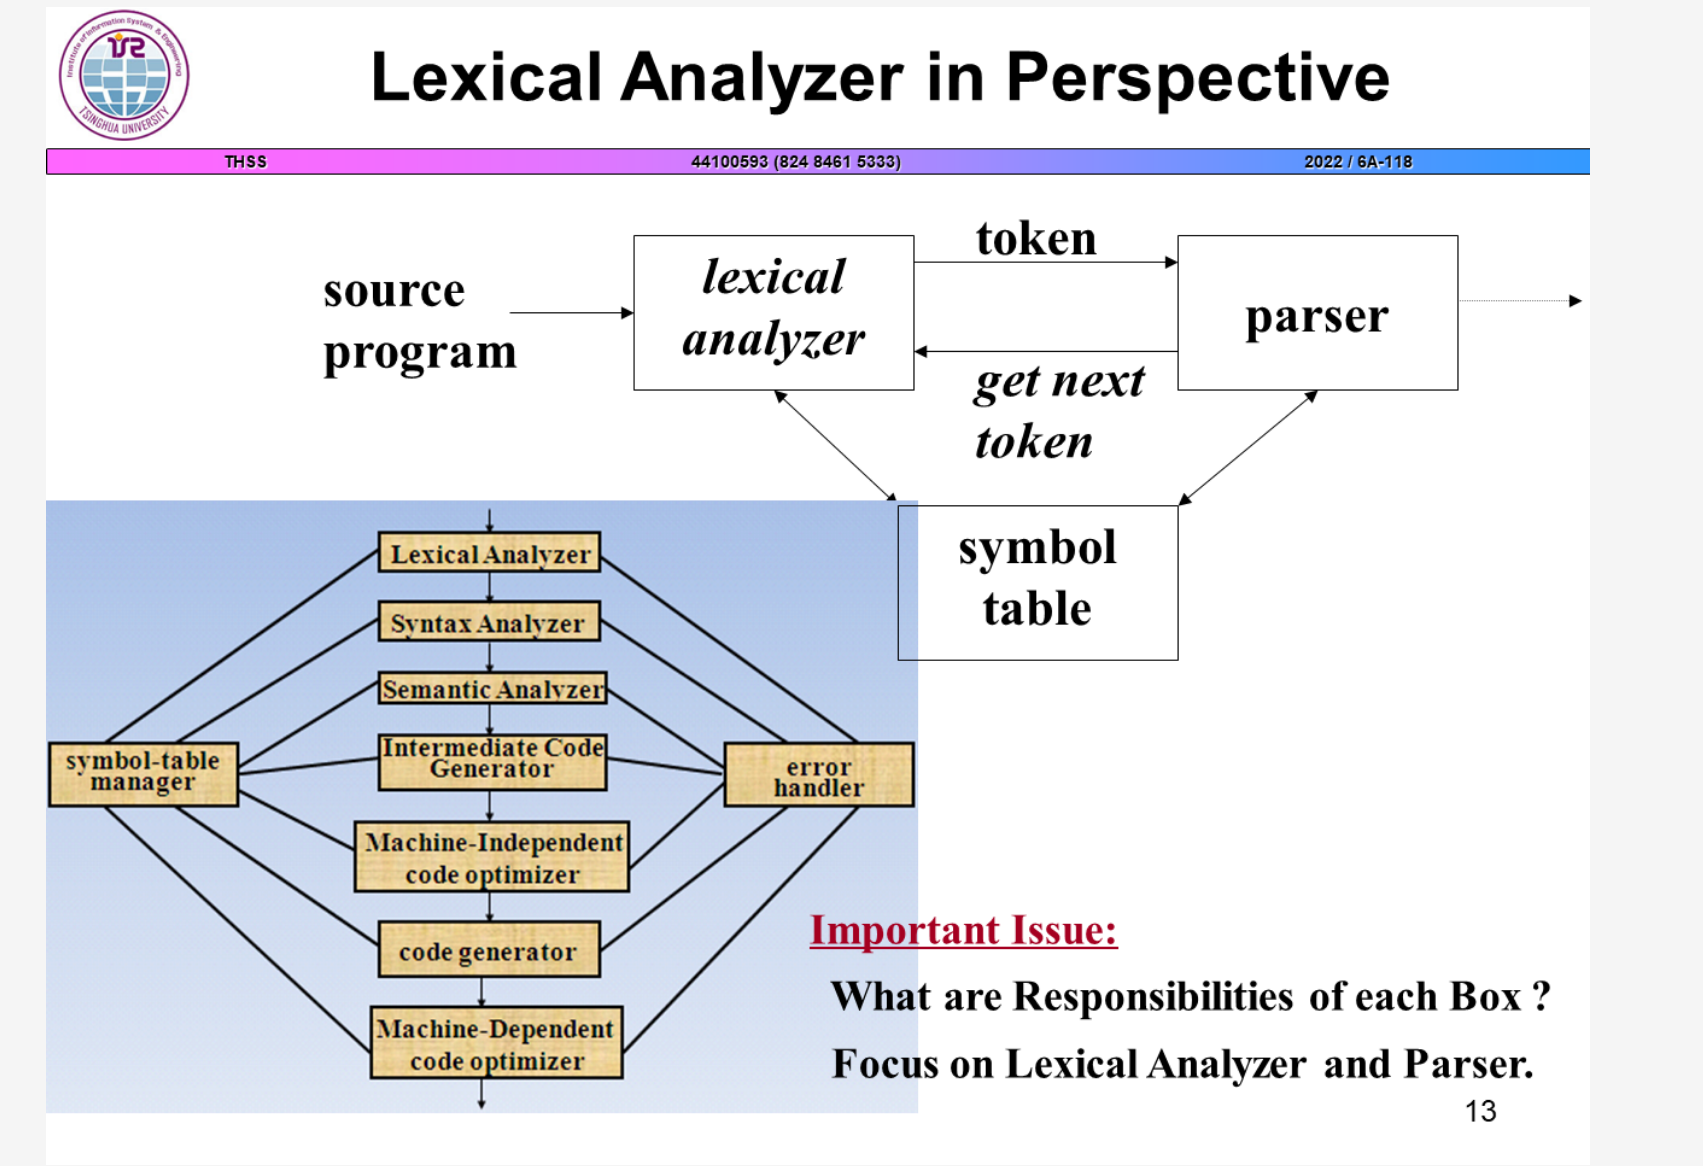 Institute of Information System & Engineering
TSINGHUA UNIVERSITY
Lexical Analyzer in Perspective
THSS
44100593 (824 8461 5333)
2022 / 6A-118
source
program
lexical
analyzer
token
get next
token
parser
symbol
table
Lexical Analyzer
Syntax Analyzer
Semantic Analyzer
Intermediate Code
Generator
symbol-table
manager
error
handler
Machine-Independent
code optimizer
code generator
Machine-Dependent
code optimizer
Important Issue:
What are Responsibilities of each Box ?
Focus on Lexical Analyzer and Parser.
13